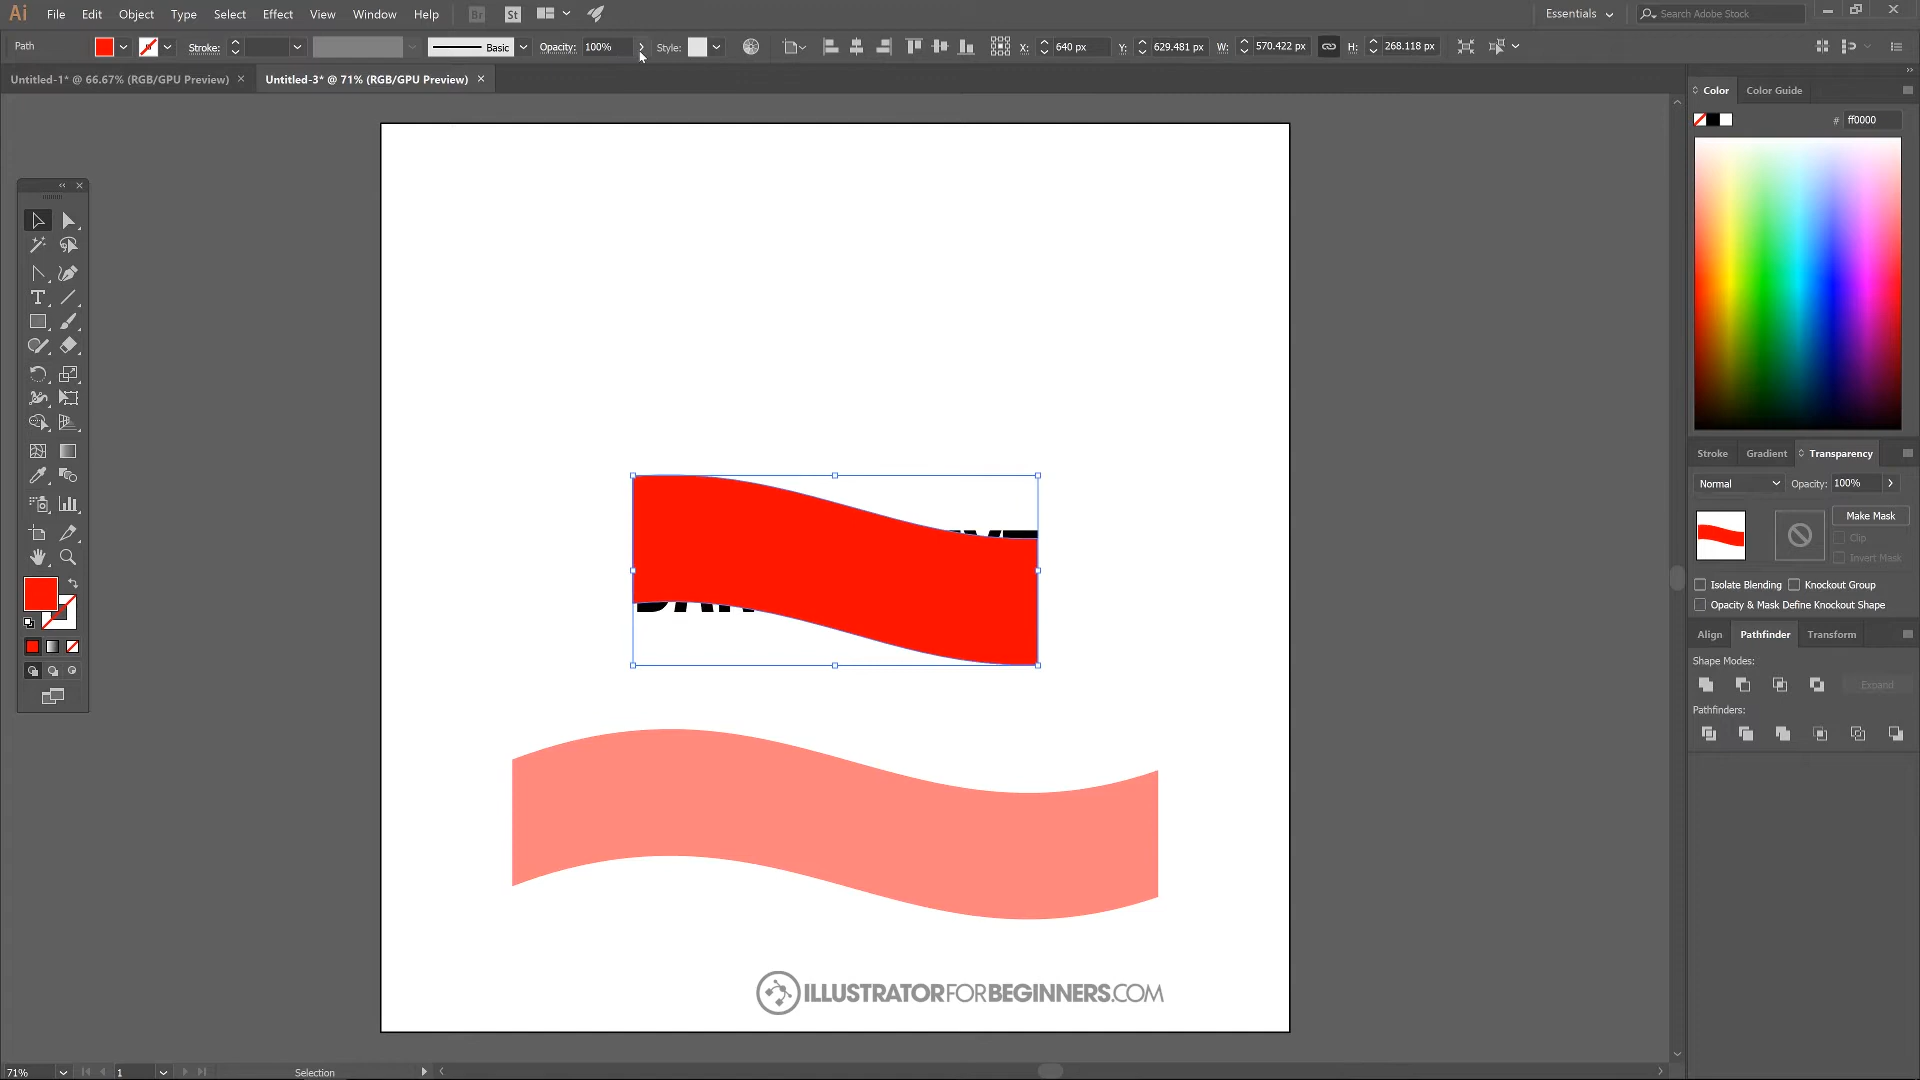 Ai File Edit Object Type Select Effect View Window Help Br St Essentials Search Adobe Stock
Path Stroke: Basic Opacity: 100% Style: X: 640 px Y: 629.481 px W: 570.422 px H: 268.118 px
Untitled-1* @ 66.67% (RGB/GPU Preview) Untitled-3* @ 71% (RGB/GPU Preview)
Color Color Guide
# ff0000
Stroke Gradient Transparency
Normal Opacity: 100%
Make Mask
Clip
Invert Mask
Isolate Blending Knockout Group
Opacity & Mask Define Knockout Shape
Align Pathfinder Transform
Shape Modes:
Expand
Pathfinders:
ILLUSTRATORFORBEGINNERS.COM
71% 1 Selection